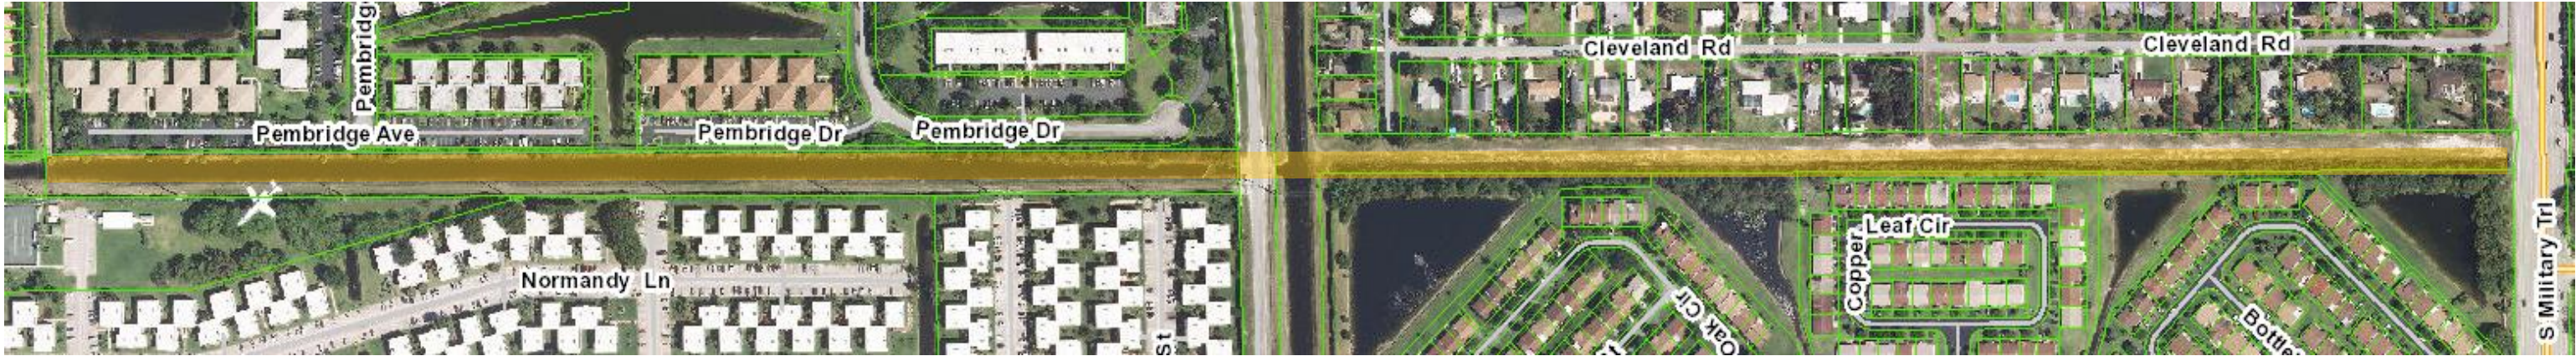 Pembridge
Cleveland Rd
Cleveland Rd
Pembridge Ave
Pembridge Dr
Pembridge Dr
Normandy Ln
St
Oak Cir
Copper
Leaf Cir
Bottle
S Military Trl